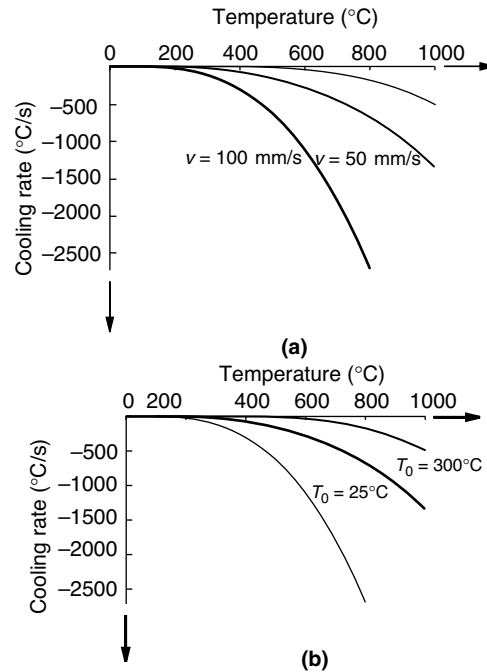 Temperature (°C)
0 200 400 600 800 1000
−500
−1000
−1500
−2000
−2500
Cooling rate (°C/s)
v = 100 mm/s
v = 50 mm/s
(a)
Temperature (°C)
0 200 400 600 800 1000
−500
−1000
−1500
−2000
−2500
Cooling rate (°C/s)
T0 = 300°C
T0 = 25°C
(b)